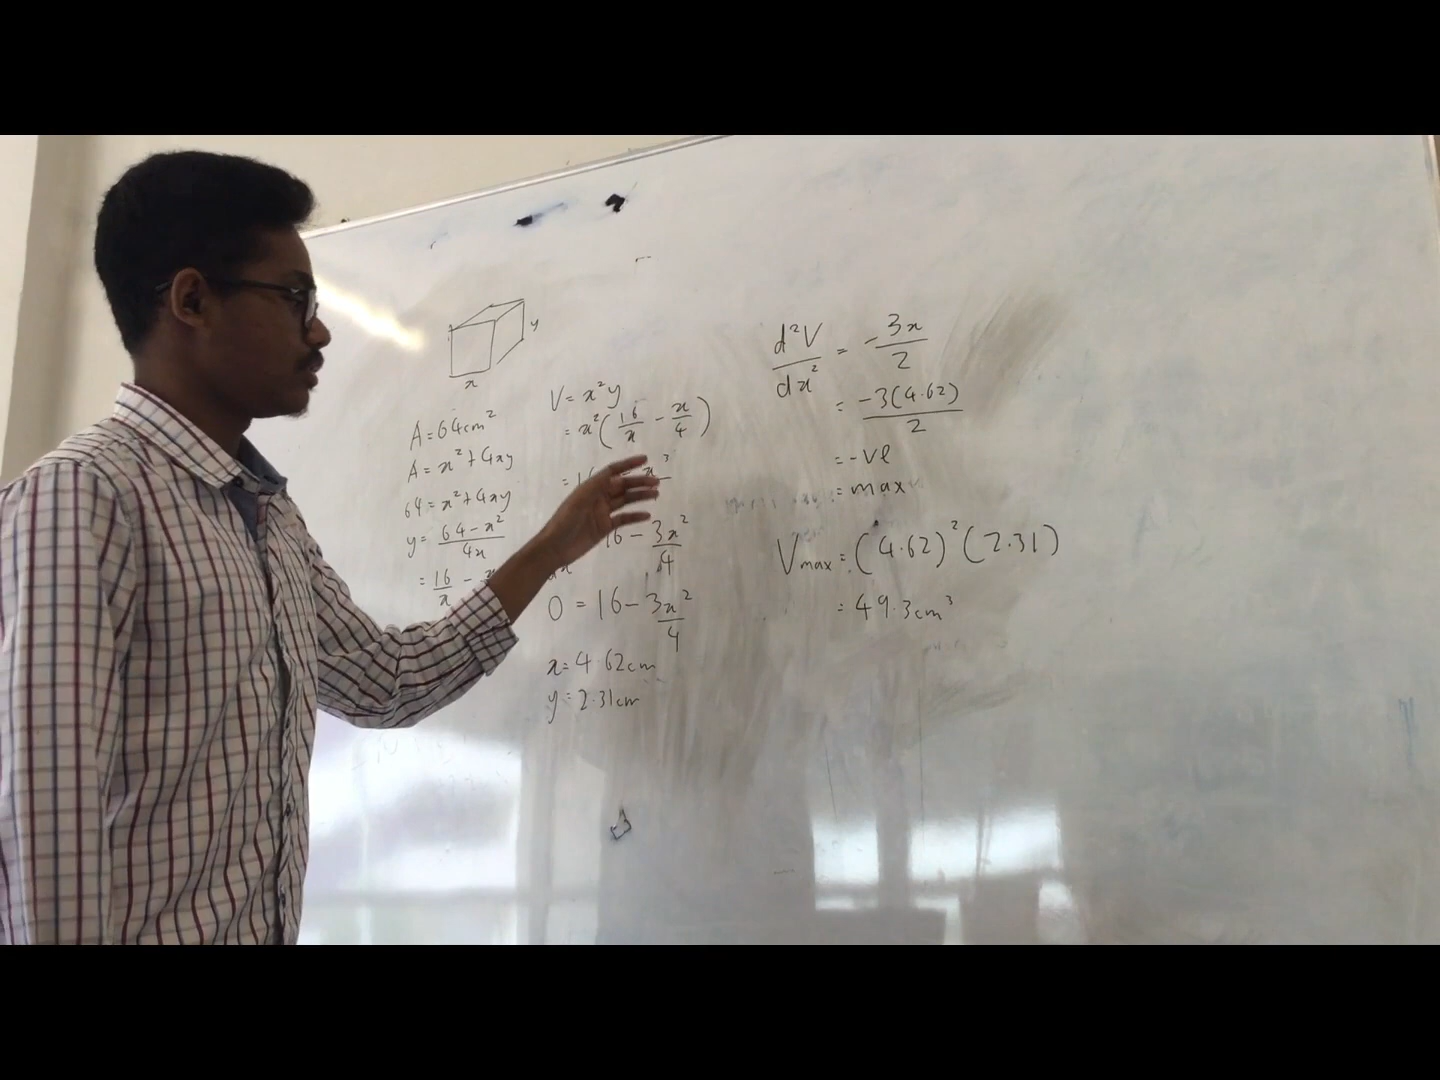 y
x
A = 64cm²
A = x² + 4xy
64 = x² + 4xy
y = (64 - x²)/4x
= 16/x -
V = x²y
= x²(16/x - x/4)
16 - 3x²/4
0 = 16 - 3x²/4
x = 4.62cm
y = 2.31cm
d²V/dx² = -3x/2
= -3(4.62)/2
= -ve
= max
Vmax = (4.62)²(2.31)
= 49.3cm³